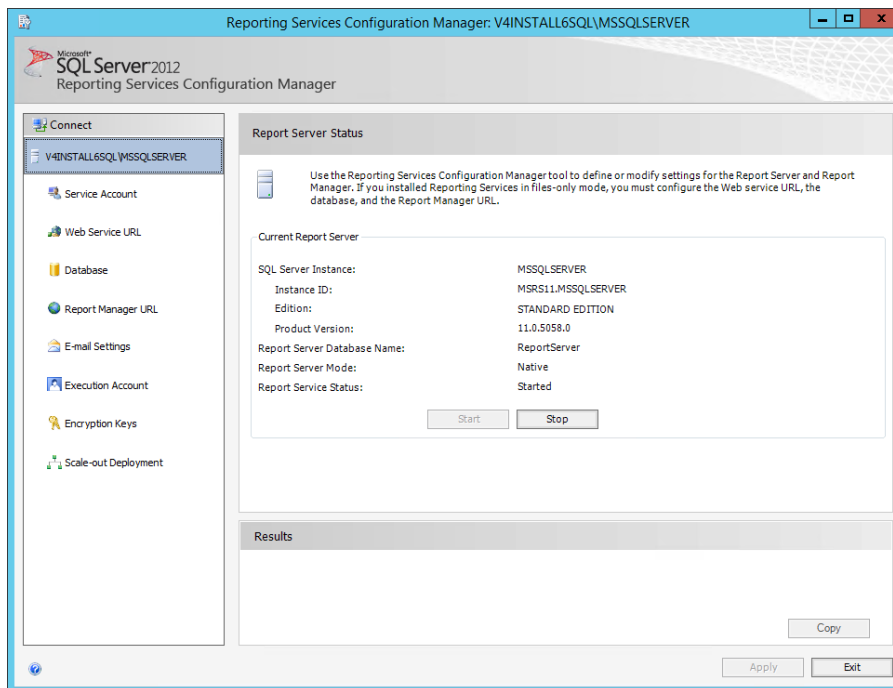 Reporting Services Configuration Manager: V4INSTALL6SQL\MSSQLSERVER
Microsoft®
SQL Server 2012
Reporting Services Configuration Manager
Connect
V4INSTALL6SQL\MSSQLSERVER
Service Account
Web Service URL
Database
Report Manager URL
E-mail Settings
Execution Account
Encryption Keys
Scale-out Deployment
Report Server Status
Use the Reporting Services Configuration Manager tool to define or modify settings for the Report Server and Report
Manager. If you installed Reporting Services in files-only mode, you must configure the Web service URL, the
database, and the Report Manager URL.
Current Report Server
SQL Server Instance: MSSQLSERVER
Instance ID: MSRS11.MSSQLSERVER
Edition: STANDARD EDITION
Product Version: 11.0.5058.0
Report Server Database Name: ReportServer
Report Server Mode: Native
Report Service Status: Started
Start Stop
Results
Copy
Apply Exit